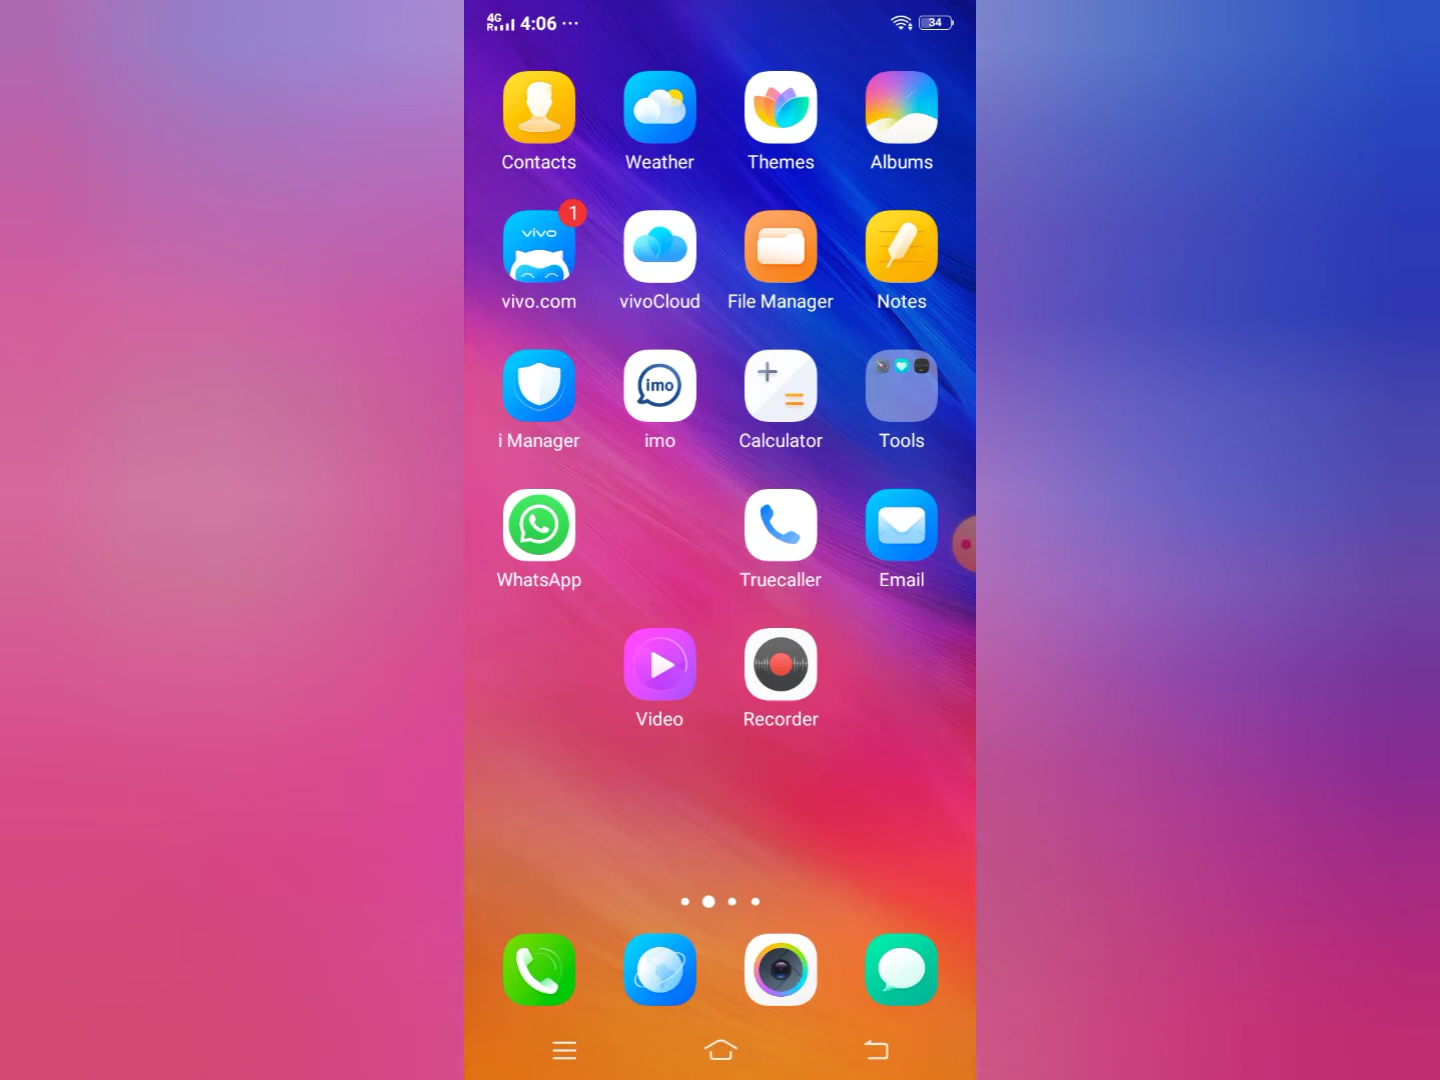 4G R 4:06 ... 34
Contacts Weather Themes Albums
1
vivo
vivo.com vivoCloud File Manager Notes
imo
i Manager imo Calculator Tools
WhatsApp Truecaller Email
Video Recorder